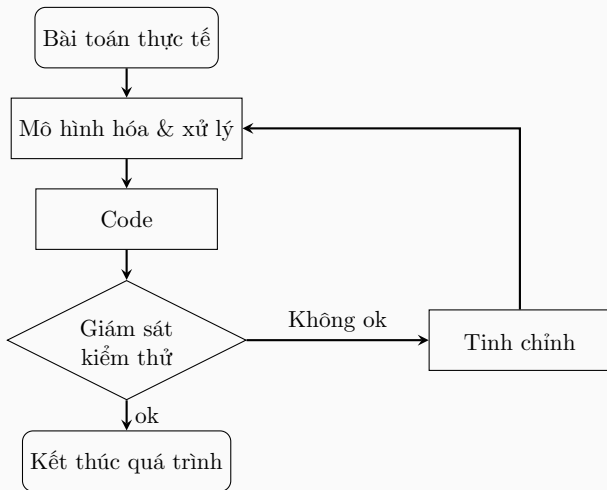 Bài toán thực tế
Mô hình hóa & xử lý
Code
Giám sát
kiểm thử
Không ok
Tinh chỉnh
ok
Kết thúc quá trình